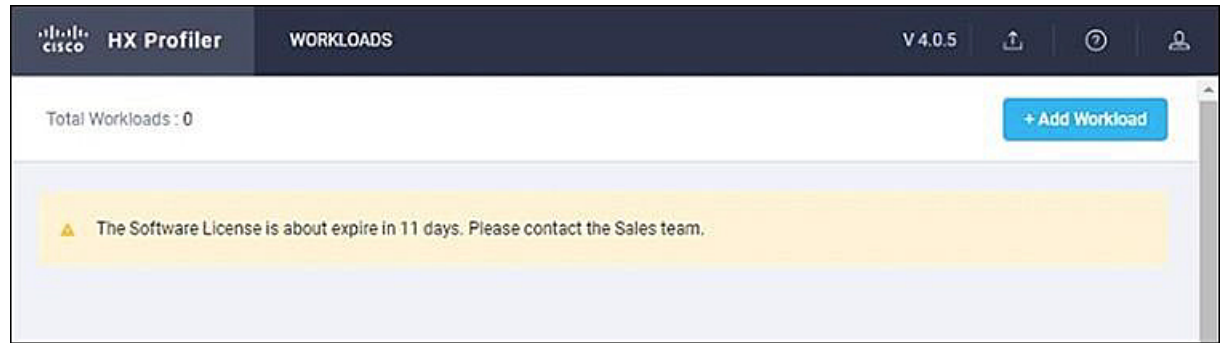 cisco HX Profiler WORKLOADS V 4.0.5
Total Workloads : 0 + Add Workload
The Software License is about expire in 11 days. Please contact the Sales team.